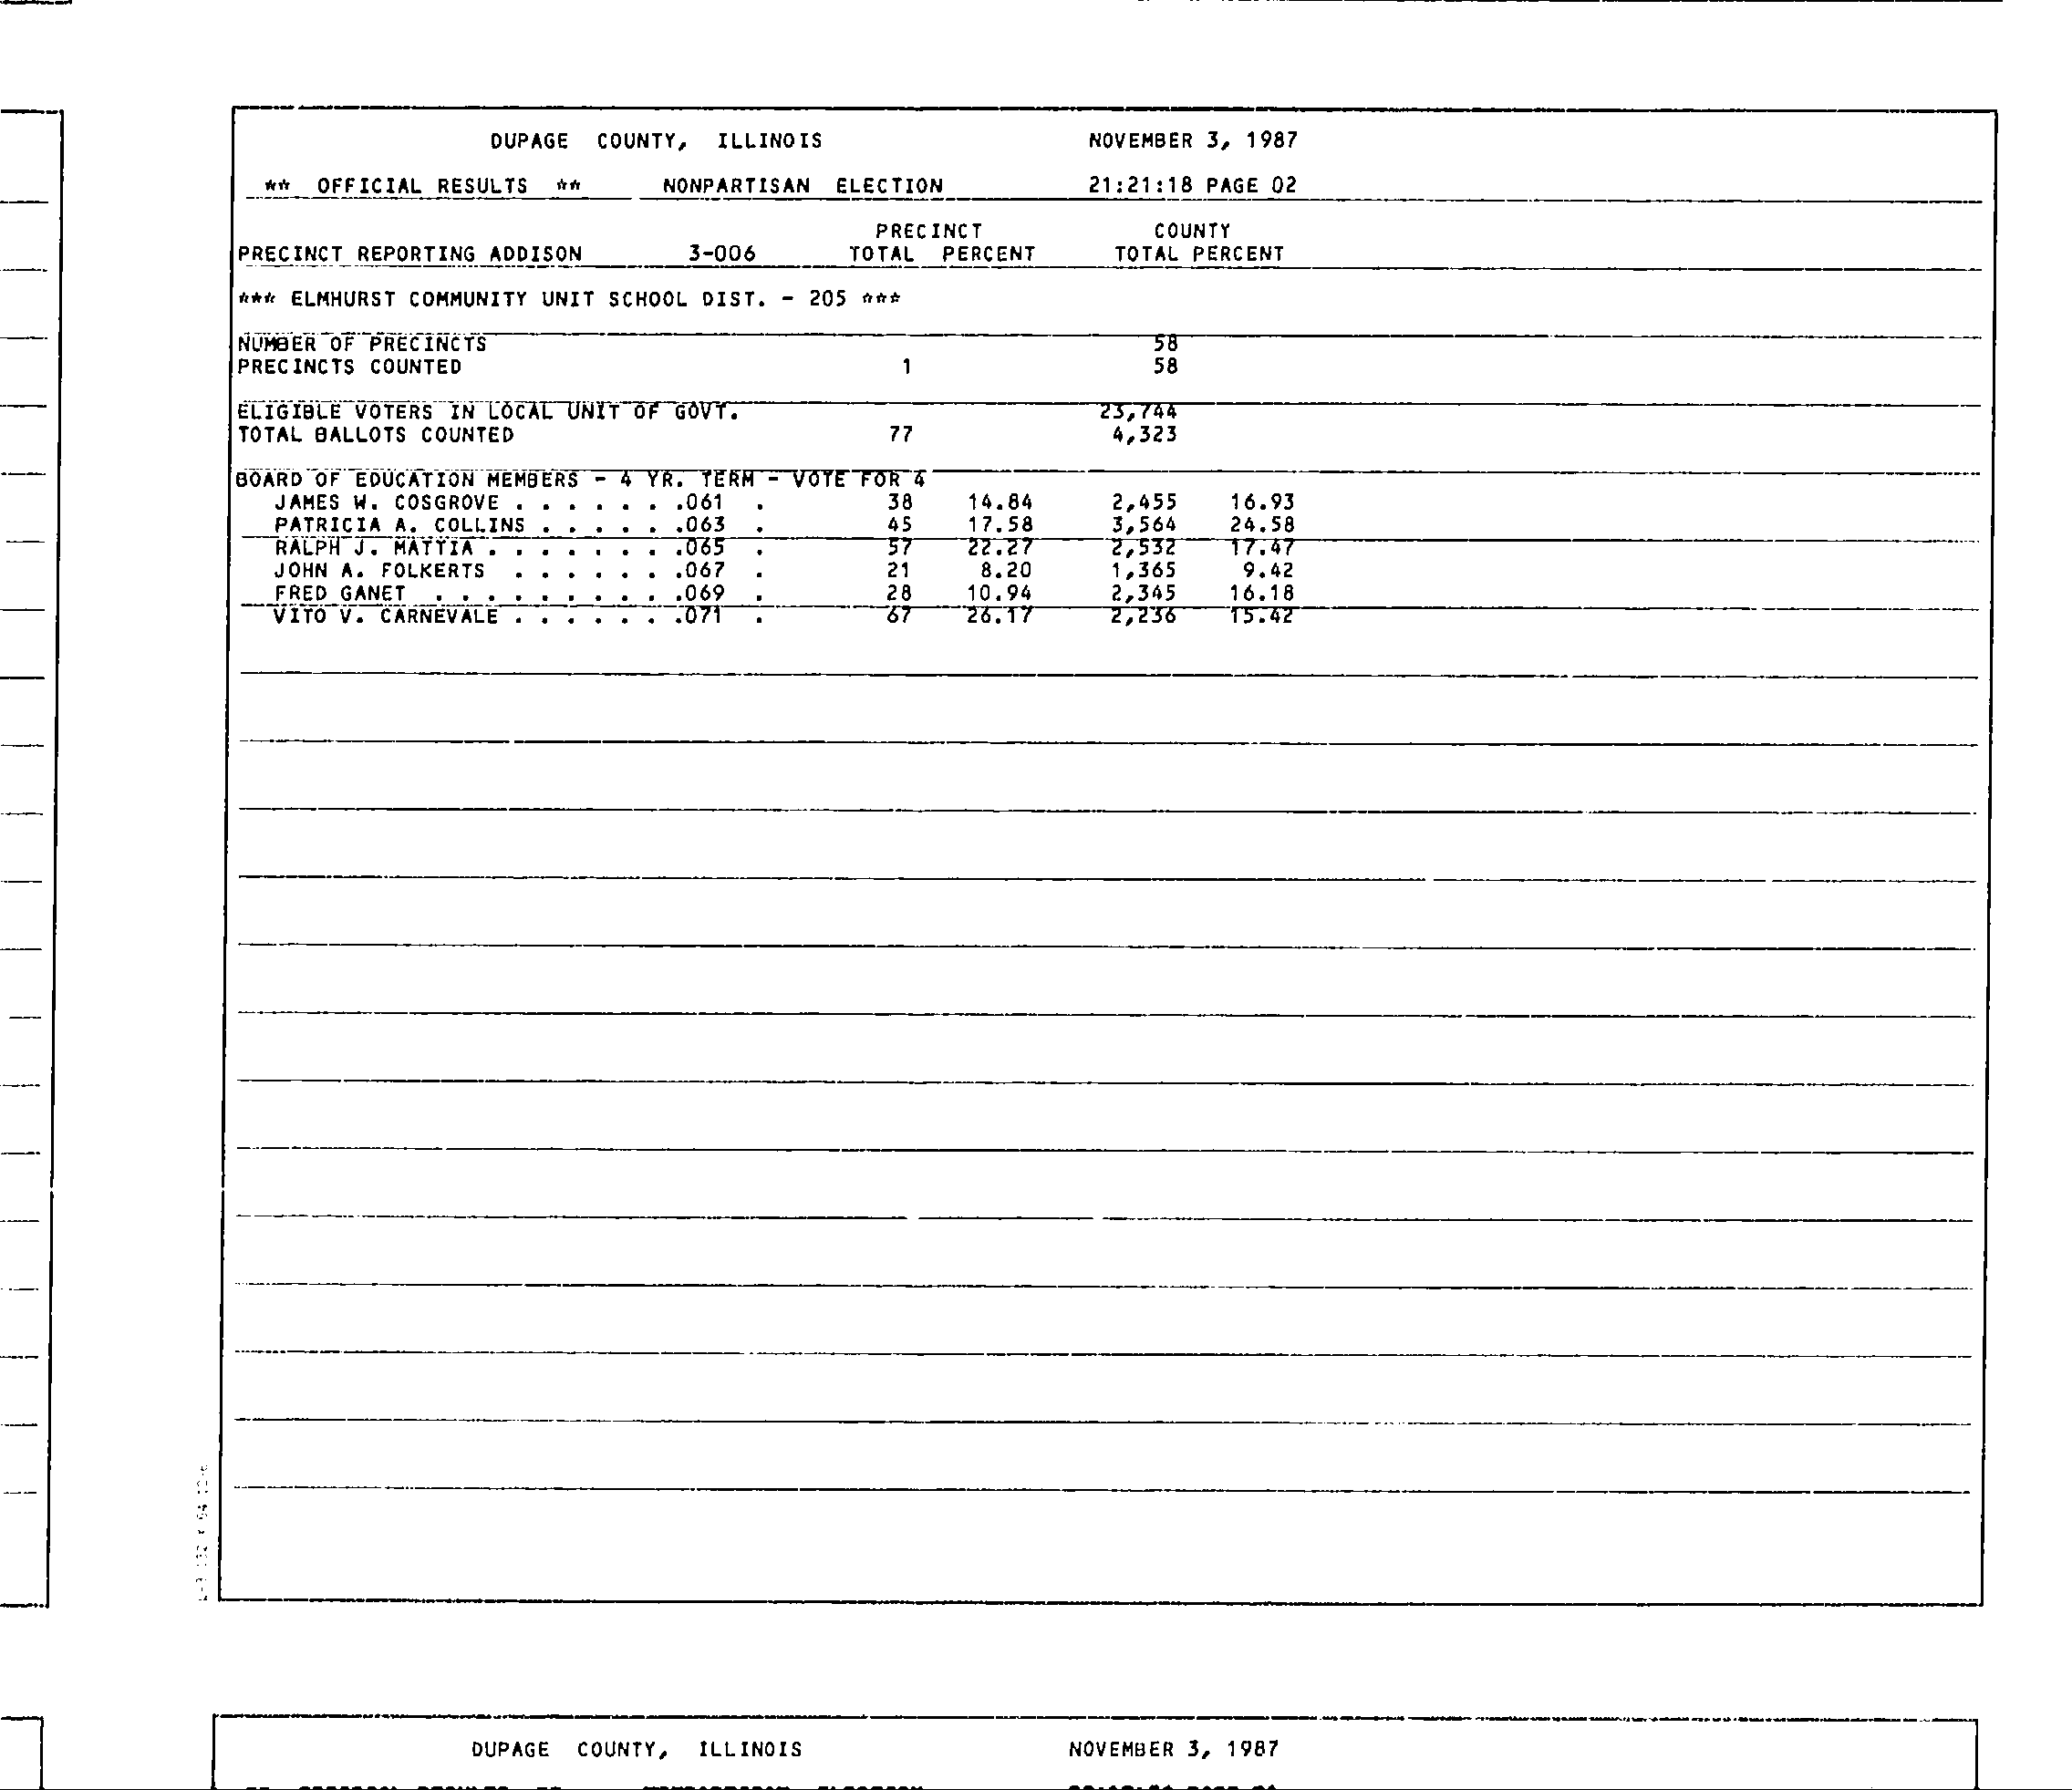 DUPAGE COUNTY, ILLINOIS NOVEMBER 3, 1987
** OFFICIAL RESULTS ** NONPARTISAN ELECTION 21:21:18 PAGE 02
PRECINCT COUNTY
PRECINCT REPORTING ADDISON 3-006 TOTAL PERCENT TOTAL PERCENT
*** ELMHURST COMMUNITY UNIT SCHOOL DIST. - 205 ***
NUMBER OF PRECINCTS 58
PRECINCTS COUNTED 1 58
ELIGIBLE VOTERS IN LOCAL UNIT OF GOVT. 23,744
TOTAL BALLOTS COUNTED 77 4,323
BOARD OF EDUCATION MEMBERS - 4 YR. TERM - VOTE FOR 4
JAMES W. COSGROVE . . . . . . .061 . 38 14.84 2,455 16.93
PATRICIA A. COLLINS . . . . . .063 . 45 17.58 3,564 24.58
RALPH J. MATTIA . . . . . . . .065 . 57 22.27 2,532 17.47
JOHN A. FOLKERTS . . . . . . .067 . 21 8.20 1,365 9.42
FRED GANET . . . . . . . . . .069 . 28 10.94 2,345 16.18
VITO V. CARNEVALE . . . . . . .071 . 67 26.17 2,236 15.42
DUPAGE COUNTY, ILLINOIS NOVEMBER 3, 1987